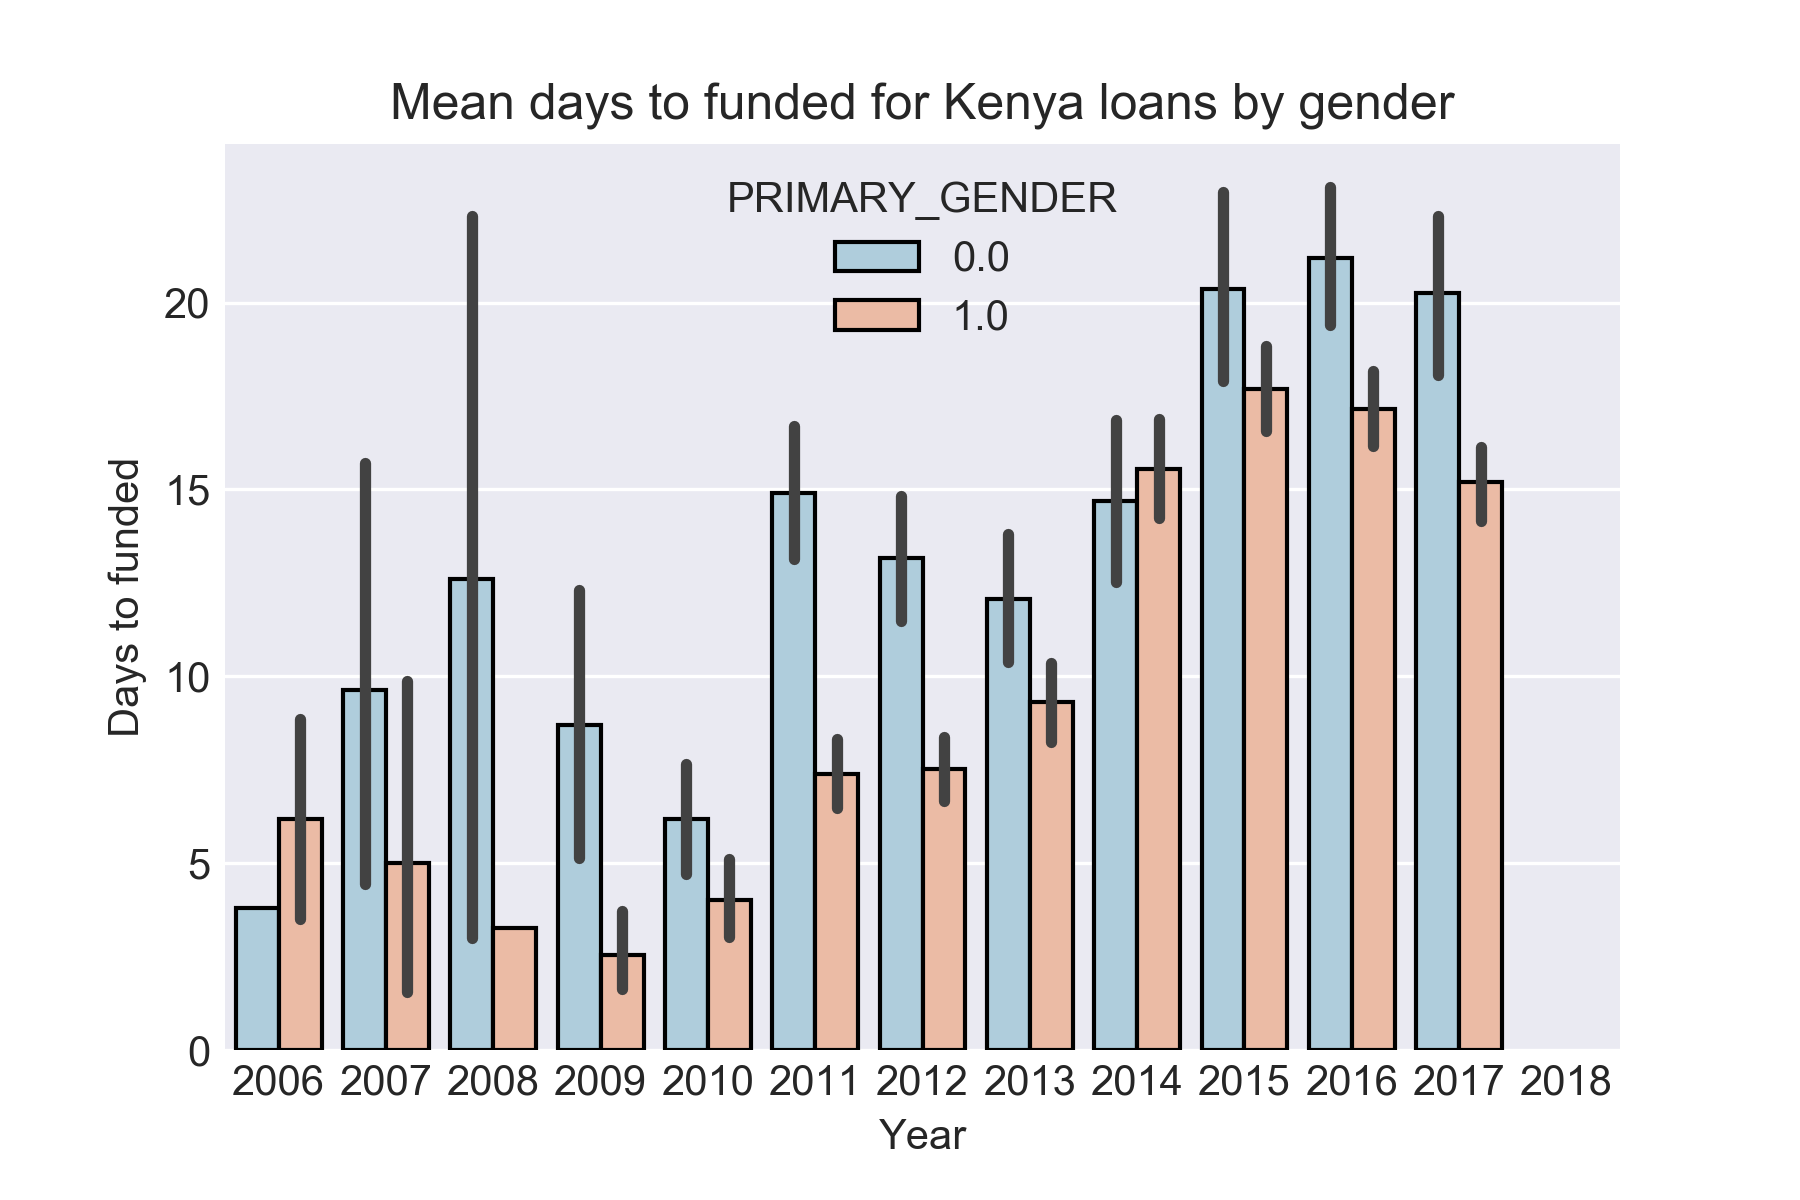 Mean days to funded for Kenya loans by gender
PRIMARY_GENDER
0.0
1.0
20
15
10
5
0
Days to funded
2006 2007 2008 2009 2010 2011 2012 2013 2014 2015 2016 2017 2018
Year